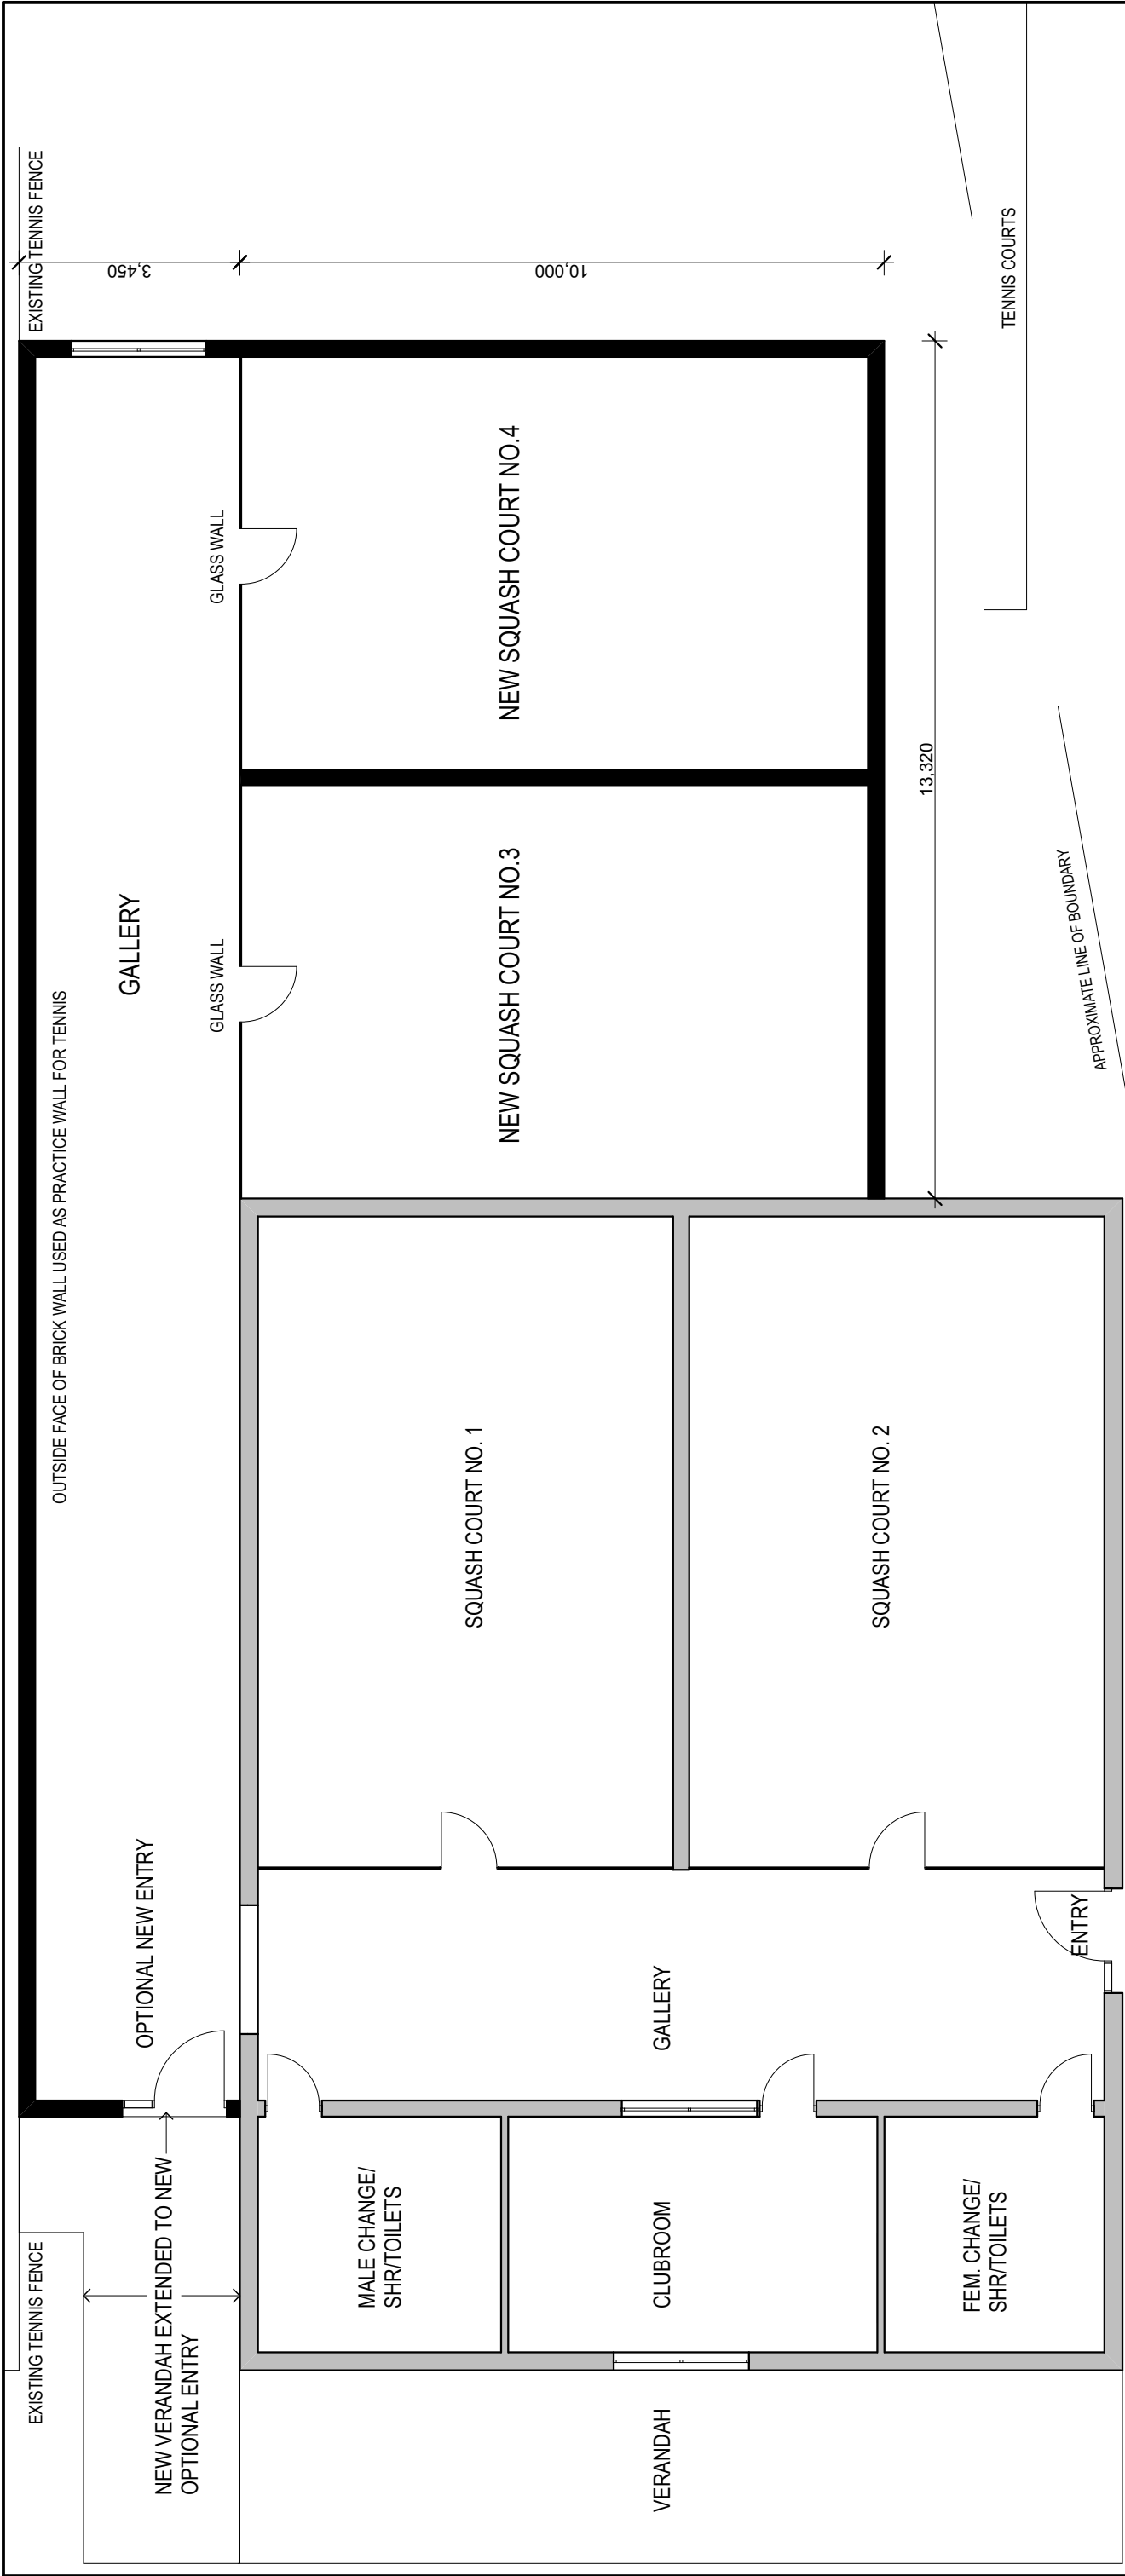 EXISTING TENNIS FENCE
NEW VERANDAH EXTENDED TO NEW
OPTIONAL ENTRY
OPTIONAL NEW ENTRY
OUTSIDE FACE OF BRICK WALL USED AS PRACTICE WALL FOR TENNIS
GALLERY
EXISTING TENNIS FENCE
3,450
GLASS WALL
GLASS WALL
10,000
MALE CHANGE/
SHR/TOILETS
SQUASH COURT NO. 1
NEW SQUASH COURT NO.3
NEW SQUASH COURT NO.4
VERANDAH
CLUBROOM
GALLERY
SQUASH COURT NO. 2
13,320
FEM. CHANGE/
SHR/TOILETS
ENTRY
APPROXIMATE LINE OF BOUNDARY
TENNIS COURTS